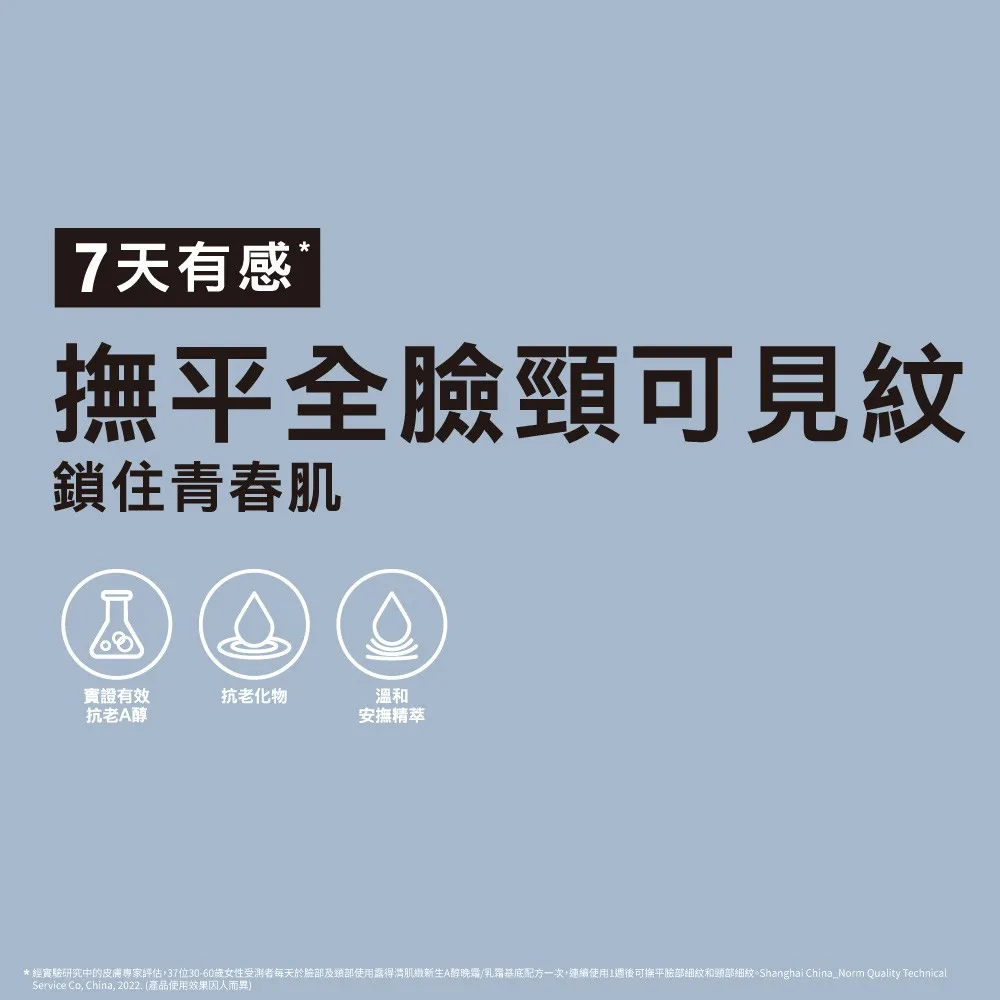 7天有感*
撫平全臉頸可見紋
鎖住青春肌
實證有效
抗老A醇
抗老化物
溫和
安撫精萃
* 經實驗研究中的皮膚專家評估,37位30-60歲女性受測者每天於臉部及頸部使用露得清肌緻新生A醇晚霜/乳霜基底配方一次,連續使用1週後可撫平臉部細紋和頸部細紋。Shanghai China_Norm Quality Technical
Service Co, China, 2022. (產品使用效果因人而異)